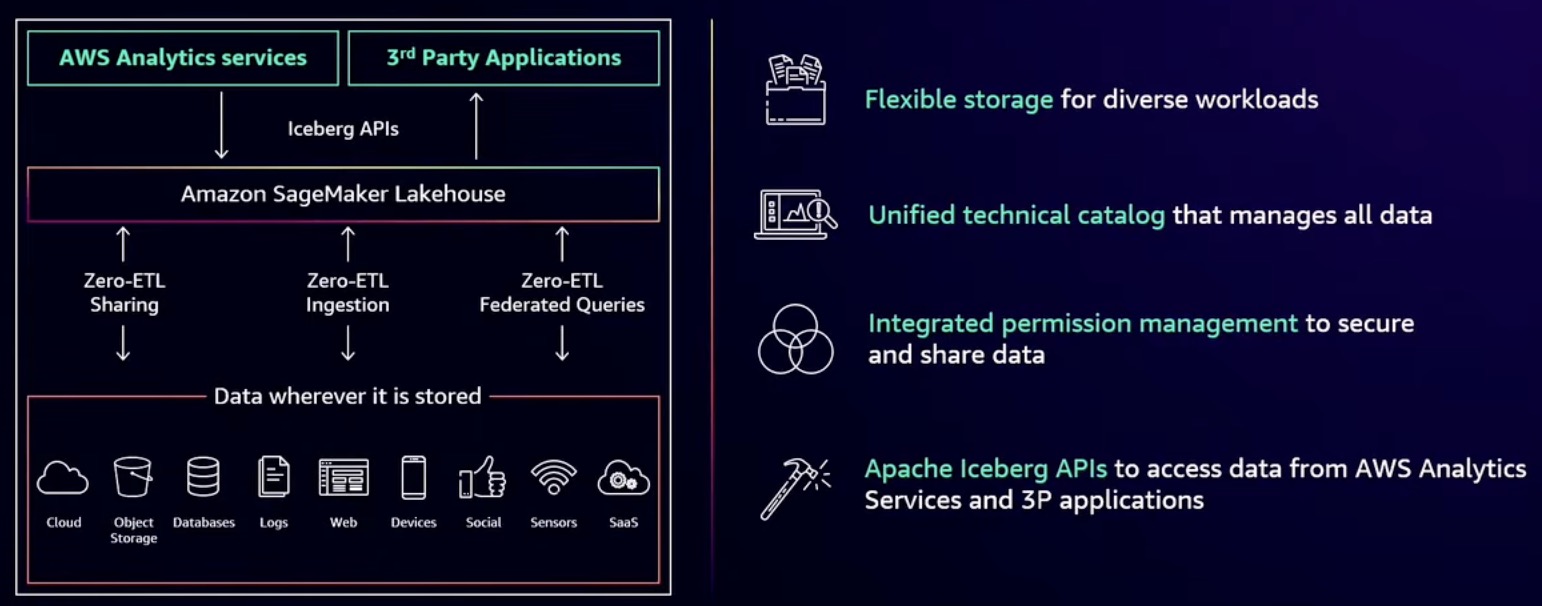 AWS Analytics services
3rd Party Applications
Iceberg APIs
Amazon SageMaker Lakehouse
Zero-ETL
Sharing
Zero-ETL
Ingestion
Zero-ETL
Federated Queries
Data wherever it is stored
Cloud
Object
Storage
Databases
Logs
Web
Devices
Social
Sensors
SaaS
Flexible storage for diverse workloads
Unified technical catalog that manages all data
Integrated permission management to secure
and share data
Apache Iceberg APIs to access data from AWS Analytics
Services and 3P applications